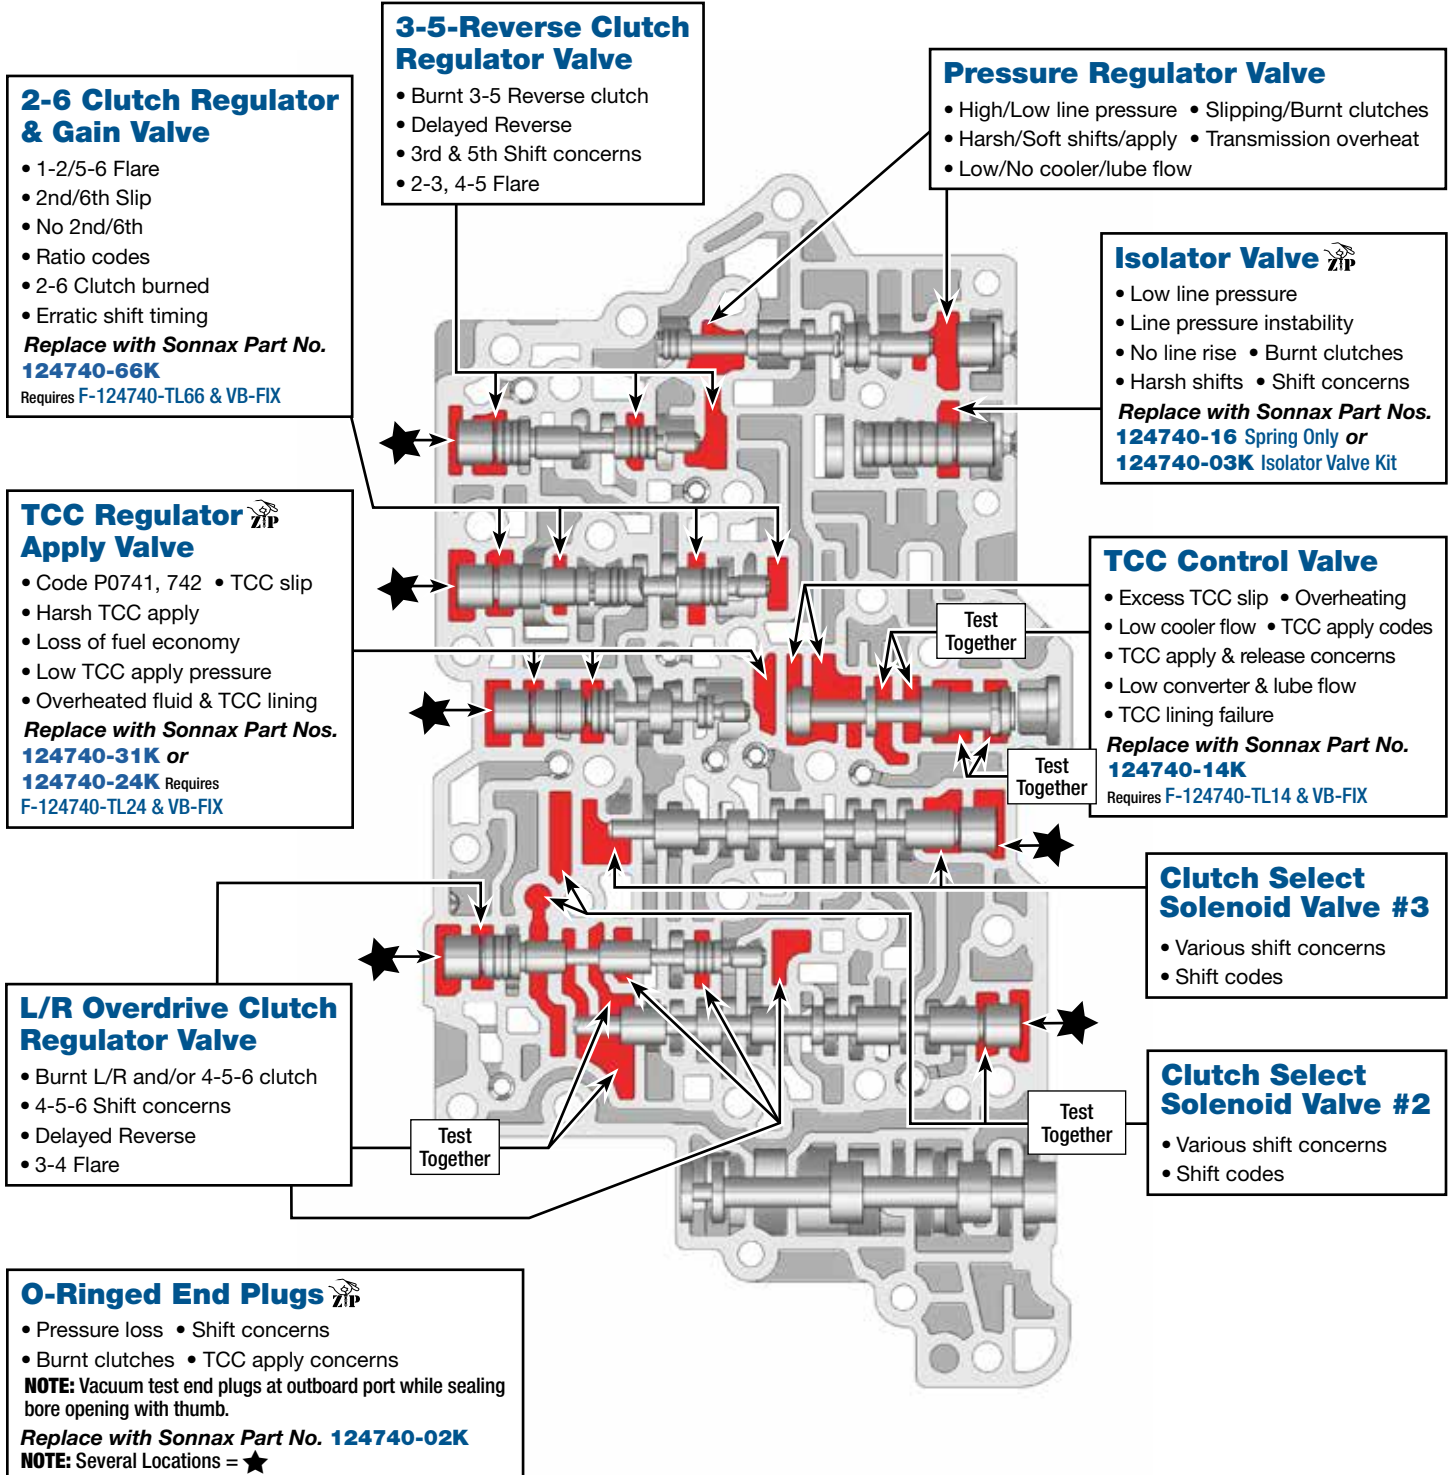 3-5-Reverse Clutch
Regulator Valve
• Burnt 3-5 Reverse clutch
• Delayed Reverse
• 3rd & 5th Shift concerns
• 2-3, 4-5 Flare
Pressure Regulator Valve
• High/Low line pressure • Slipping/Burnt clutches
• Harsh/Soft shifts/apply • Transmission overheat
• Low/No cooler/lube flow
2-6 Clutch Regulator
& Gain Valve
• 1-2/5-6 Flare
• 2nd/6th Slip
• No 2nd/6th
• Ratio codes
• 2-6 Clutch burned
• Erratic shift timing
Replace with Sonnax Part No.
124740-66K
Requires F-124740-TL66 & VB-FIX
Isolator Valve ZIP
• Low line pressure
• Line pressure instability
• No line rise • Burnt clutches
• Harsh shifts • Shift concerns
Replace with Sonnax Part Nos.
124740-16 Spring Only or
124740-03K Isolator Valve Kit
TCC Regulator ZIP
Apply Valve
• Code P0741, 742 • TCC slip
• Harsh TCC apply
• Loss of fuel economy
• Low TCC apply pressure
• Overheated fluid & TCC lining
Replace with Sonnax Part Nos.
124740-31K or
124740-24K Requires
F-124740-TL24 & VB-FIX
TCC Control Valve
• Excess TCC slip • Overheating
• Low cooler flow • TCC apply codes
• TCC apply & release concerns
• Low converter & lube flow
• TCC lining failure
Replace with Sonnax Part No.
124740-14K
Requires F-124740-TL14 & VB-FIX
Test
Together
Test
Together
Clutch Select
Solenoid Valve #3
• Various shift concerns
• Shift codes
L/R Overdrive Clutch
Regulator Valve
• Burnt L/R and/or 4-5-6 clutch
• 4-5-6 Shift concerns
• Delayed Reverse
• 3-4 Flare
Test
Together
Test
Together
Clutch Select
Solenoid Valve #2
• Various shift concerns
• Shift codes
O-Ringed End Plugs ZIP
• Pressure loss • Shift concerns
• Burnt clutches • TCC apply concerns
NOTE: Vacuum test end plugs at outboard port while sealing
bore opening with thumb.
Replace with Sonnax Part No. 124740-02K
NOTE: Several Locations = ★